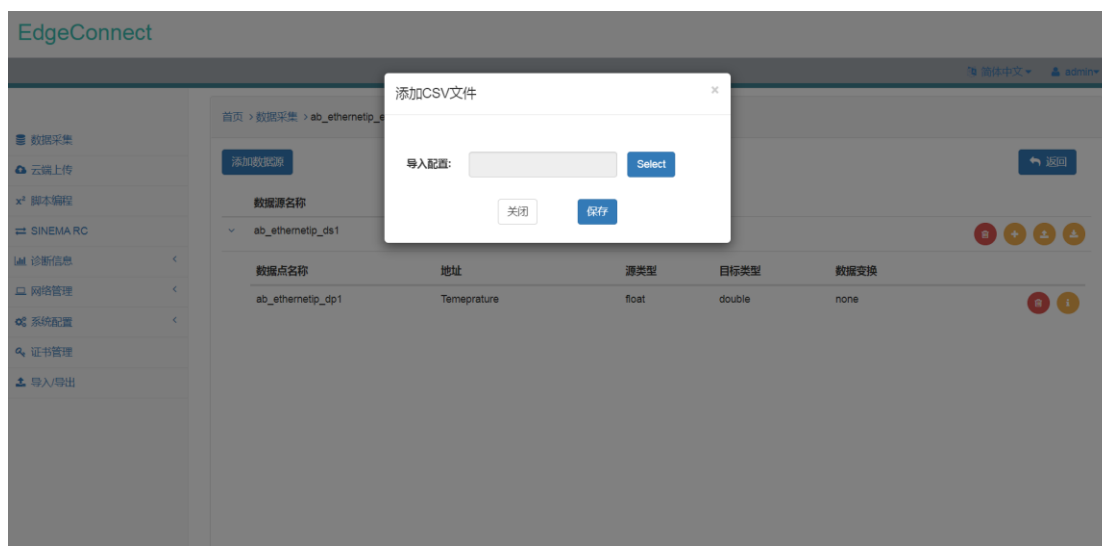 EdgeConnect
简体中文 admin
添加CSV文件 ×
首页 > 数据采集 > ab_ethernetip_e
数据采集
云端上传
脚本编程
SINEMA RC
诊断信息
网络管理
系统配置
证书管理
导入/导出
导入配置: Select
关闭 保存
添加数据源 返回
数据源名称
ab_ethernetip_ds1
数据点名称 地址 源类型 目标类型 数据变换
ab_ethernetip_dp1 Temeprature float double none